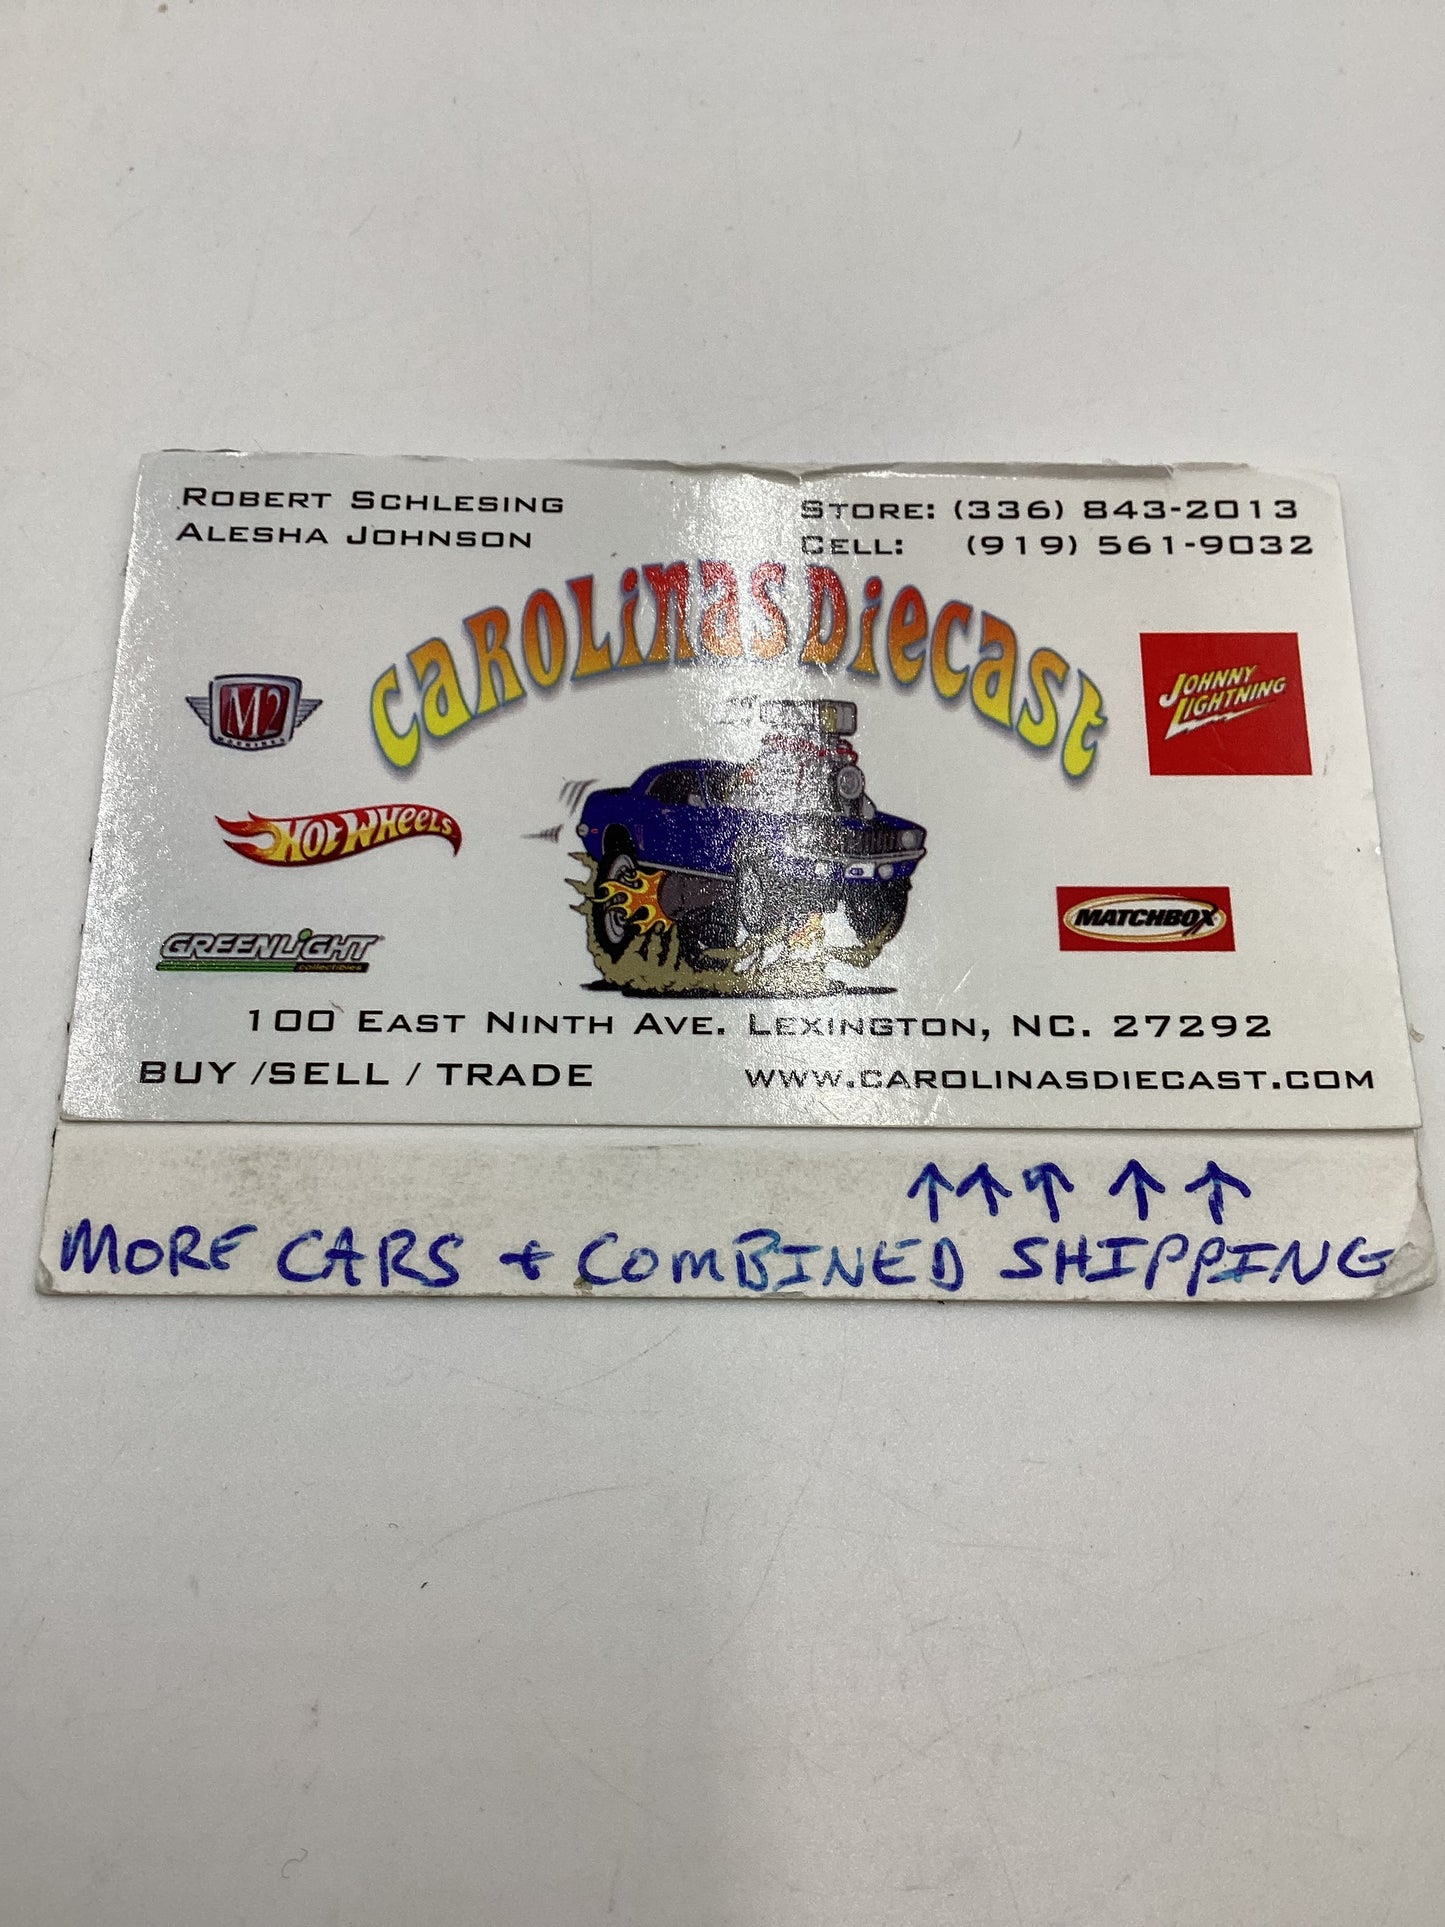 ROBERT SCHLESING
ALESHA JOHNSON
STORE: (336) 843-2013
CELL: (919) 561-9032
CAROLINAS DIECAST
M2
MACHINES
JOHNNY
LIGHTNING
HOT WHEELS
MATCHBOX
GREENLIGHT
collectibles
100 EAST NINTH AVE. LEXINGTON, NC. 27292
BUY /SELL / TRADE
WWW.CAROLINASDIECAST.COM
↑↑↑ ↑ ↑
MORE CARS + COMBINED SHIPPING